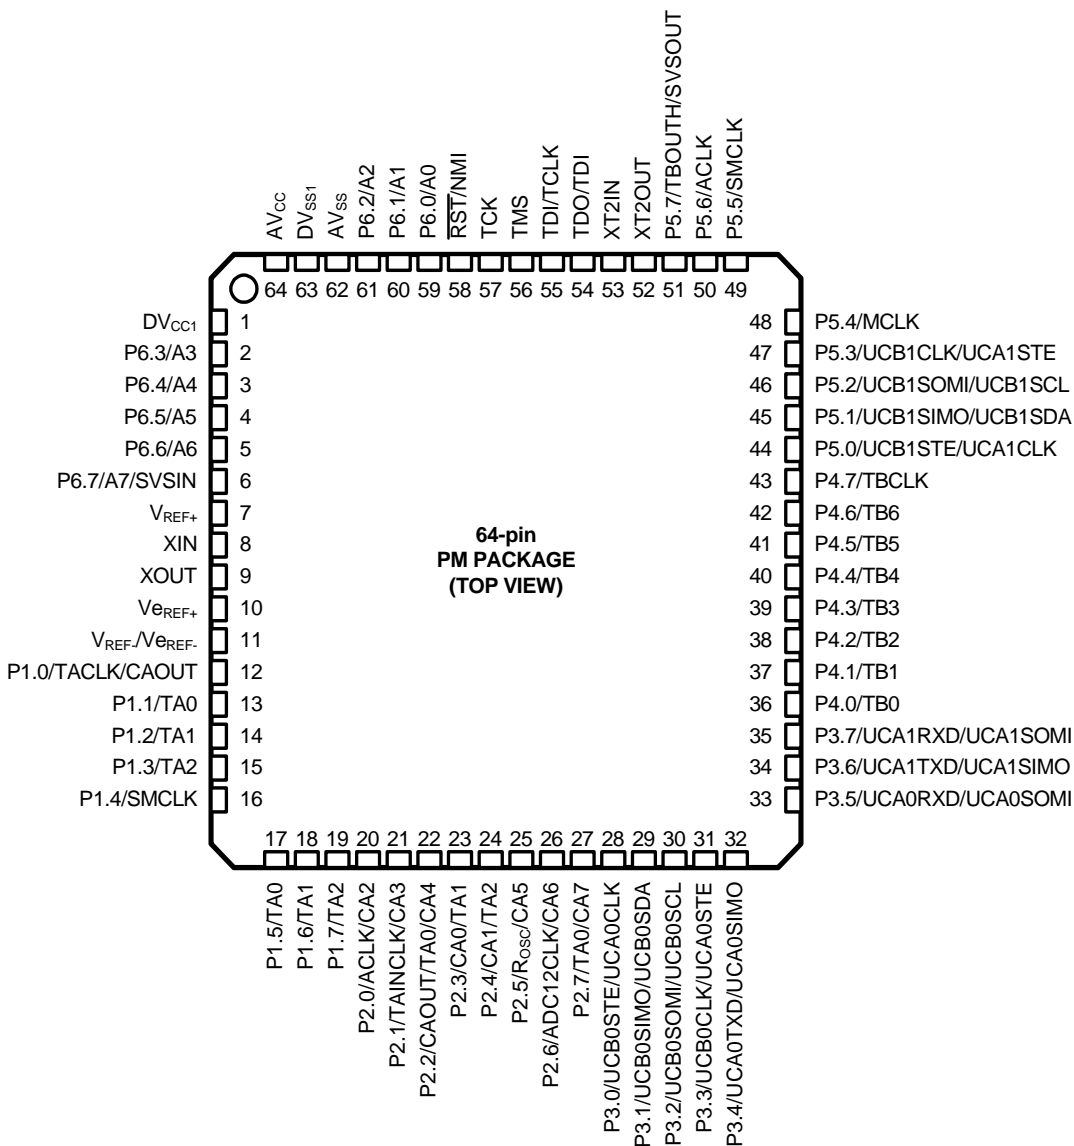 AVCC
DVSS1
AVSS
P6.2/A2
P6.1/A1
P6.0/A0
RST/NMI
TCK
TMS
TDI/TCLK
TDO/TDI
XT2IN
XT2OUT
P5.7/TBOUTH/SVSOUT
P5.6/ACLK
P5.5/SMCLK
64 63 62 61 60 59 58 57 56 55 54 53 52 51 50 49
DVCC1 1
P6.3/A3 2
P6.4/A4 3
P6.5/A5 4
P6.6/A6 5
P6.7/A7/SVSIN 6
VREF+ 7
XIN 8
XOUT 9
VeREF+ 10
VREF-/VeREF- 11
P1.0/TACLK/CAOUT 12
P1.1/TA0 13
P1.2/TA1 14
P1.3/TA2 15
P1.4/SMCLK 16
64-pin
PM PACKAGE
(TOP VIEW)
48 P5.4/MCLK
47 P5.3/UCB1CLK/UCA1STE
46 P5.2/UCB1SOMI/UCB1SCL
45 P5.1/UCB1SIMO/UCB1SDA
44 P5.0/UCB1STE/UCA1CLK
43 P4.7/TBCLK
42 P4.6/TB6
41 P4.5/TB5
40 P4.4/TB4
39 P4.3/TB3
38 P4.2/TB2
37 P4.1/TB1
36 P4.0/TB0
35 P3.7/UCA1RXD/UCA1SOMI
34 P3.6/UCA1TXD/UCA1SIMO
33 P3.5/UCA0RXD/UCA0SOMI
17 18 19 20 21 22 23 24 25 26 27 28 29 30 31 32
P1.5/TA0
P1.6/TA1
P1.7/TA2
P2.0/ACLK/CA2
P2.1/TAINCLK/CA3
P2.2/CAOUT/TA0/CA4
P2.3/CA0/TA1
P2.4/CA1/TA2
P2.5/ROSC/CA5
P2.6/ADC12CLK/CA6
P2.7/TA0/CA7
P3.0/UCB0STE/UCA0CLK
P3.1/UCB0SIMO/UCB0SDA
P3.2/UCB0SOMI/UCB0SCL
P3.3/UCB0CLK/UCA0STE
P3.4/UCA0TXD/UCA0SIMO